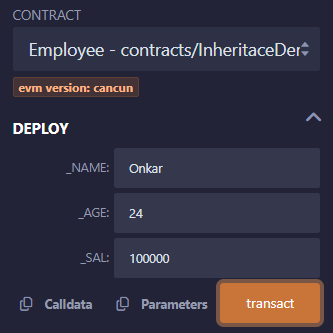 CONTRACT
Employee - contracts/InheritaceDer
evm version: cancun
DEPLOY
_NAME: Onkar
_AGE: 24
_SAL: 100000
Calldata Parameters transact